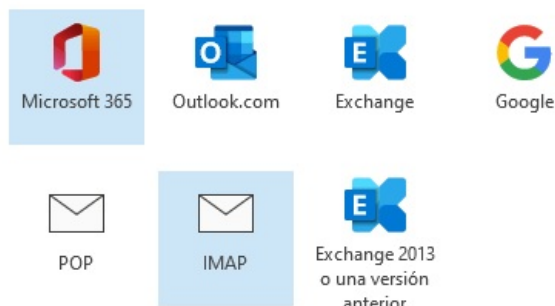 Microsoft 365
Outlook.com
Exchange
Google
POP
IMAP
Exchange 2013
o una versión
anterior